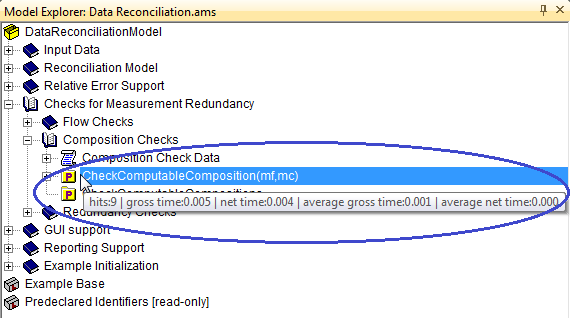 Model Explorer: Data Reconciliation.ams
DataReconciliationModel
Input Data
Reconciliation Model
Relative Error Support
Checks for Measurement Redundancy
Flow Checks
Composition Checks
Composition Check Data
P CheckComputableComposition(mf,mc)
P CheckComputableCompositions
hits:9 | gross time:0.005 | net time:0.004 | average gross time:0.001 | average net time:0.000
Redundancy Checks
GUI support
Reporting Support
Example Initialization
Example Base
Predeclared Identifiers [read-only]